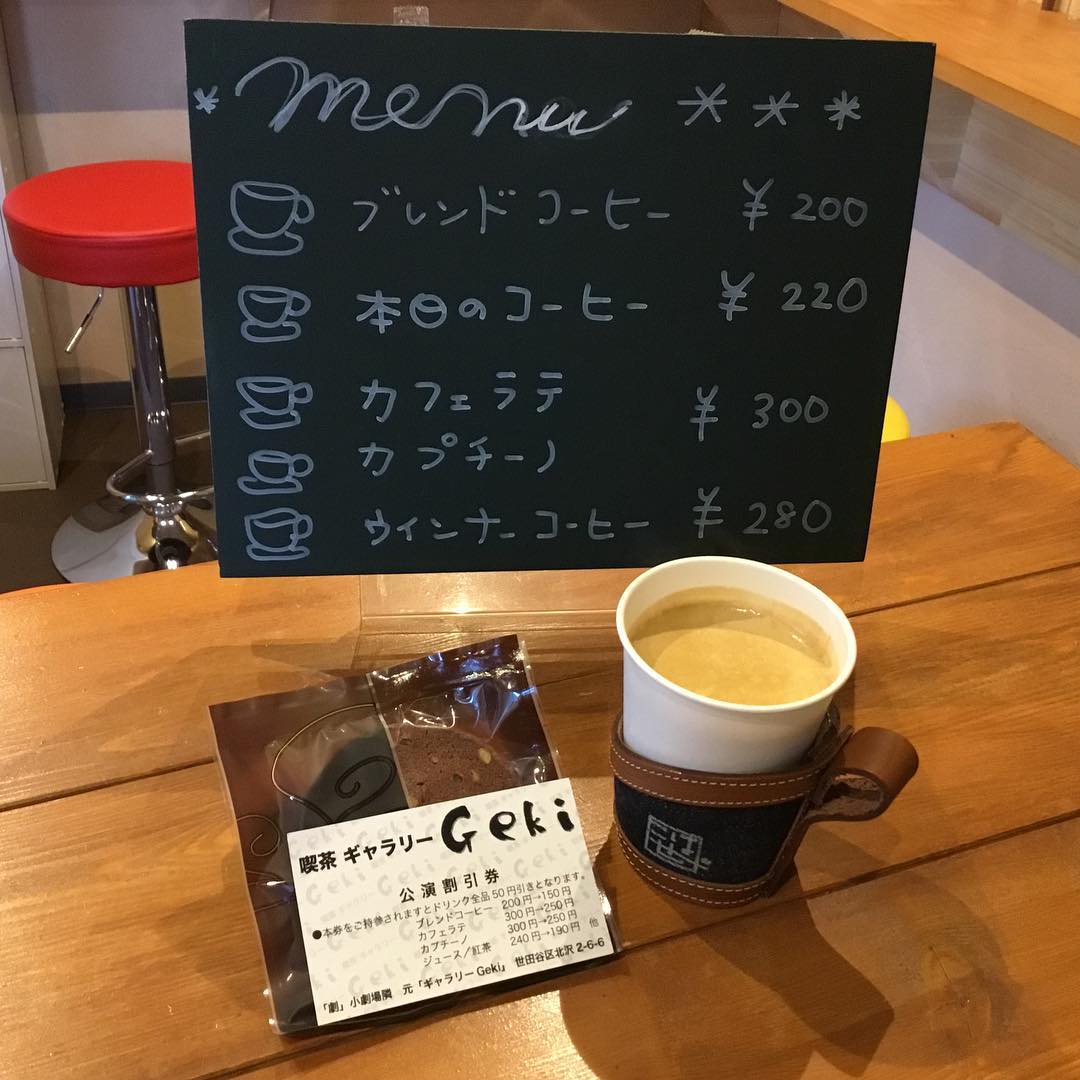 * menu * * *
ブレンドコーヒー ¥200
本日のコーヒー ¥220
カフェラテ ¥300
カプチーノ
ウインナーコーヒー ¥280
喫茶 ギャラリー Geki
公演割引券
●本券をご持参されますとドリンク全品50円引きとなります。
ブレンドコーヒー 200円→150円
カフェラテ 300円→250円
カプチーノ 300円→250円
ジュース/紅茶 240円→190円 他
「劇」小劇場隣 元「ギャラリーGeki」 世田谷区北沢2-6-6